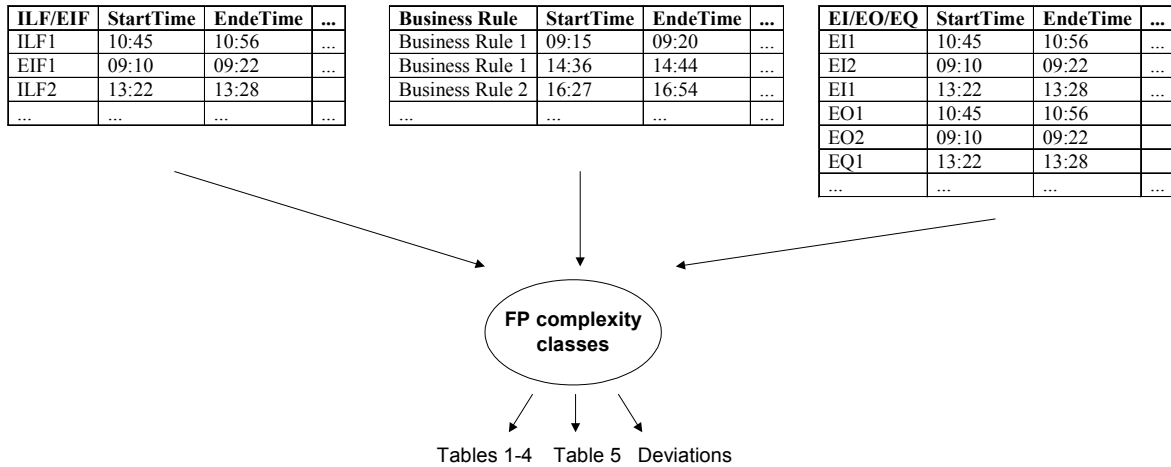 ILF/EIF StartTime EndeTime ...
ILF1 10:45 10:56 ...
EIF1 09:10 09:22 ...
ILF2 13:22 13:28
... ... ... ...
Business Rule StartTime EndeTime ...
Business Rule 1 09:15 09:20 ...
Business Rule 1 14:36 14:44 ...
Business Rule 2 16:27 16:54 ...
... ... ... ...
EI/EO/EQ StartTime EndeTime ...
EI1 10:45 10:56 ...
EI2 09:10 09:22 ...
EI1 13:22 13:28 ...
EO1 10:45 10:56
EO2 09:10 09:22
EQ1 13:22 13:28
... ... ... ...
FP complexity
classes
Tables 1-4 Table 5 Deviations